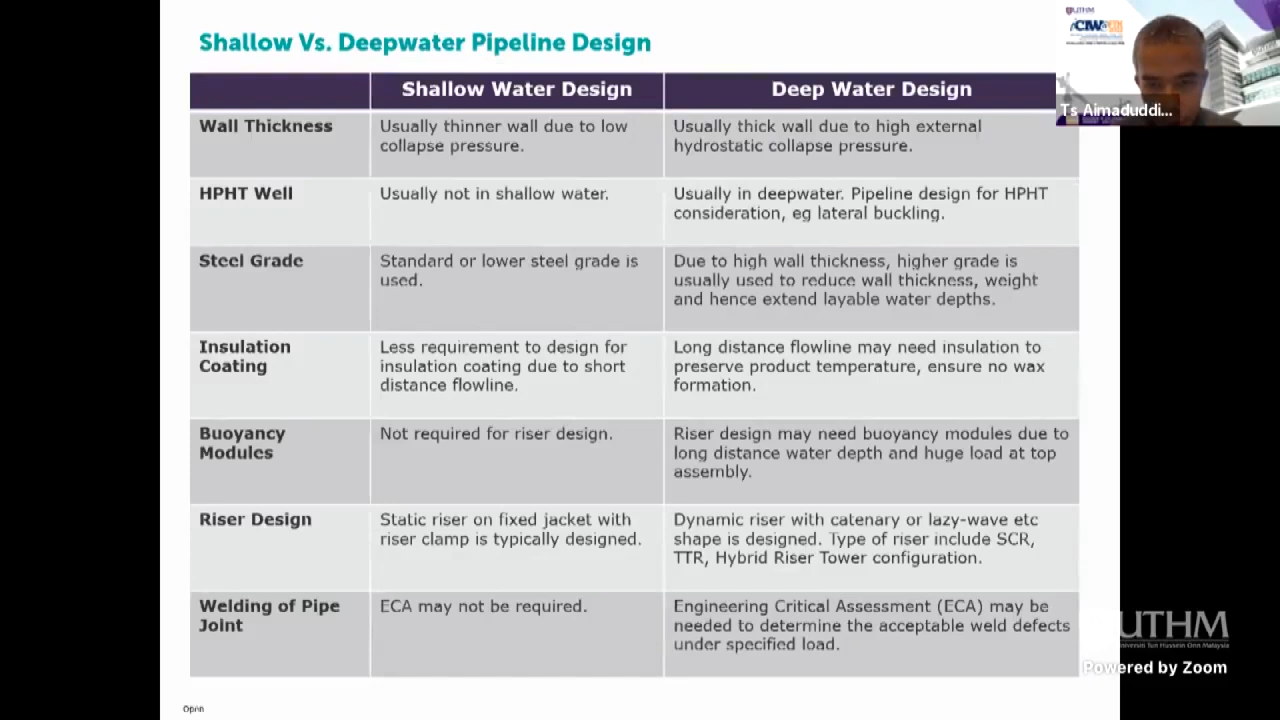 Shallow Vs. Deepwater Pipeline Design
Shallow Water Design
Deep Water Design
Wall Thickness
Usually thinner wall due to low
collapse pressure.
Usually thick wall due to high external
hydrostatic collapse pressure.
HPHT Well
Usually not in shallow water.
Usually in deepwater. Pipeline design for HPHT
consideration, eg lateral buckling.
Steel Grade
Standard or lower steel grade is
used.
Due to high wall thickness, higher grade is
usually used to reduce wall thickness, weight
and hence extend layable water depths.
Insulation
Coating
Less requirement to design for
insulation coating due to short
distance flowline.
Long distance flowline may need insulation to
preserve product temperature, ensure no wax
formation.
Buoyancy
Modules
Not required for riser design.
Riser design may need buoyancy modules due to
long distance water depth and huge load at top
assembly.
Riser Design
Static riser on fixed jacket with
riser clamp is typically designed.
Dynamic riser with catenary or lazy-wave etc
shape is designed. Type of riser include SCR,
TTR, Hybrid Riser Tower configuration.
Welding of Pipe
Joint
ECA may not be required.
Engineering Critical Assessment (ECA) may be
needed to determine the acceptable weld defects
under specified load.
Open
UTHM
Ts Aimaduddi...
UTHM
Universiti Tun Hussein Onn Malaysia
Powered by Zoom